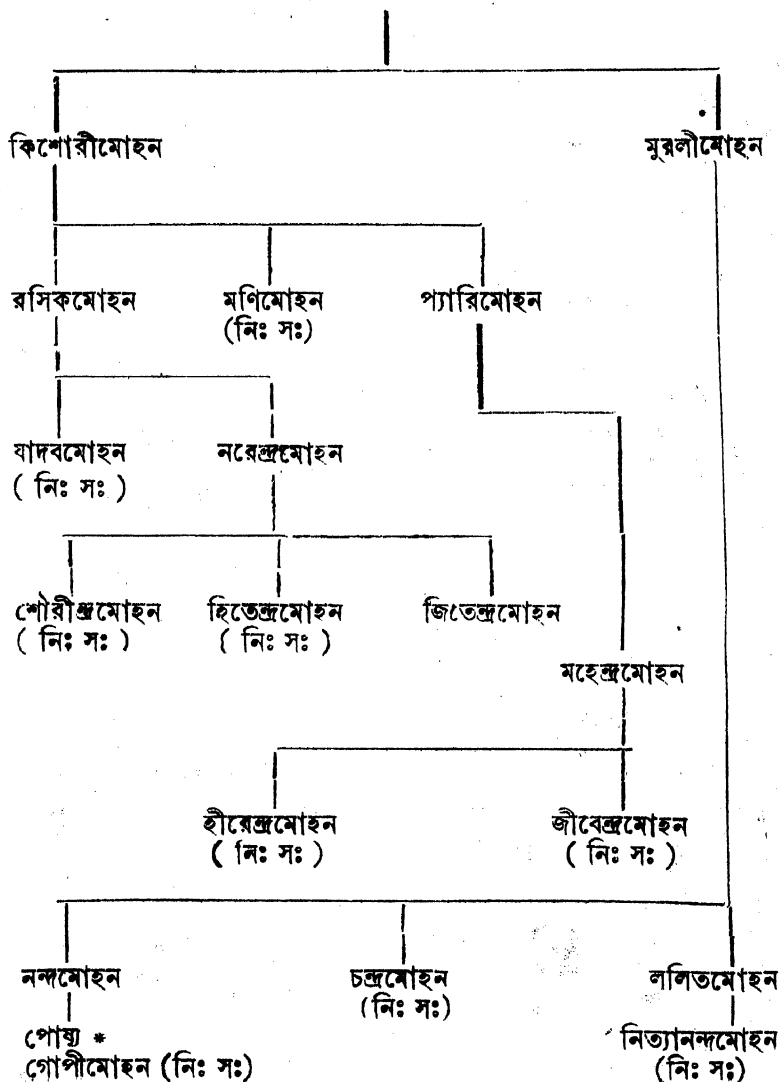 কিশোরীমোহন মুরলীমোহন
রসিকমোহন মণিমোহন প্যারিমোহন
(নিঃ সঃ)
যাদবমোহন নরেন্দ্রমোহন
( নিঃ সঃ )
শৌরীন্দ্রমোহন হিতেন্দ্রমোহন জিতেন্দ্রমোহন
( নিঃ সঃ ) ( নিঃ সঃ )
মহেন্দ্রমোহন
হীরেন্দ্রমোহন জীবেন্দ্রমোহন
( নিঃ সঃ ) ( নিঃ সঃ )
নন্দমোহন চন্দ্রমোহন ললিতমোহন
(নিঃ সঃ)
পোষ্য * নিত্যানন্দমোহন
গোপীমোহন (নিঃ সঃ) (নিঃ সঃ)